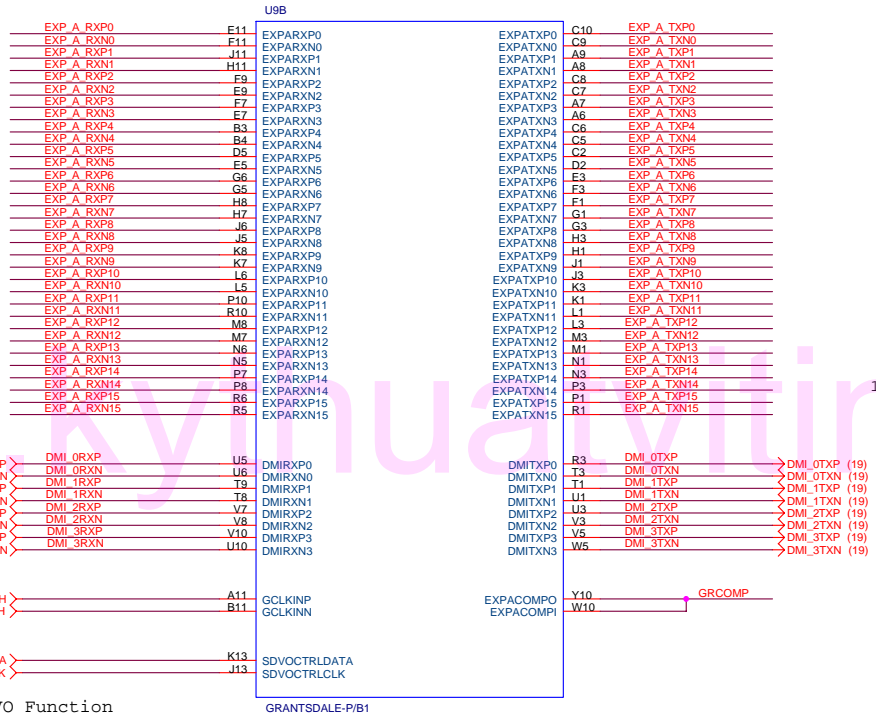 U9B
EXP_A_RXP0 E11 EXPARXP0 EXPATXP0 C10 EXP_A_TXP0
EXP_A_RXN0 F11 EXPARXN0 EXPATXN0 C9 EXP_A_TXN0
EXP_A_RXP1 J11 EXPARXP1 EXPATXP1 A9 EXP_A_TXP1
EXP_A_RXN1 H11 EXPARXN1 EXPATXN1 A8 EXP_A_TXN1
EXP_A_RXP2 F9 EXPARXP2 EXPATXP2 C8 EXP_A_TXP2
EXP_A_RXN2 E9 EXPARXN2 EXPATXN2 C7 EXP_A_TXN2
EXP_A_RXP3 F7 EXPARXP3 EXPATXP3 A7 EXP_A_TXP3
EXP_A_RXN3 E7 EXPARXN3 EXPATXN3 A6 EXP_A_TXN3
EXP_A_RXP4 B3 EXPARXP4 EXPATXP4 C6 EXP_A_TXP4
EXP_A_RXN4 B4 EXPARXN4 EXPATXN4 C5 EXP_A_TXN4
EXP_A_RXP5 D5 EXPARXP5 EXPATXP5 C2 EXP_A_TXP5
EXP_A_RXN5 E5 EXPARXN5 EXPATXN5 D2 EXP_A_TXN5
EXP_A_RXP6 G6 EXPARXP6 EXPATXP6 E3 EXP_A_TXP6
EXP_A_RXN6 G5 EXPARXN6 EXPATXN6 F3 EXP_A_TXN6
EXP_A_RXP7 H8 EXPARXP7 EXPATXP7 F1 EXP_A_TXP7
EXP_A_RXN7 H7 EXPARXN7 EXPATXN7 G1 EXP_A_TXN7
EXP_A_RXP8 J6 EXPARXP8 EXPATXP8 G3 EXP_A_TXP8
EXP_A_RXN8 J5 EXPARXN8 EXPATXN8 H3 EXP_A_TXN8
EXP_A_RXP9 K8 EXPARXP9 EXPATXP9 H1 EXP_A_TXP9
EXP_A_RXN9 K7 EXPARXN9 EXPATXN9 J1 EXP_A_TXN9
EXP_A_RXP10 L6 EXPARXP10 EXPATXP10 J3 EXP_A_TXP10
EXP_A_RXN10 L5 EXPARXN10 EXPATXN10 K3 EXP_A_TXN10
EXP_A_RXP11 P10 EXPARXP11 EXPATXP11 K1 EXP_A_TXP11
EXP_A_RXN11 R10 EXPARXN11 EXPATXN11 L1 EXP_A_TXN11
EXP_A_RXP12 M8 EXPARXP12 EXPATXP12 L3 EXP_A_TXP12
EXP_A_RXN12 M7 EXPARXN12 EXPATXN12 M3 EXP_A_TXN12
EXP_A_RXP13 N6 EXPARXP13 EXPATXP13 M1 EXP_A_TXP13
EXP_A_RXN13 N5 EXPARXN13 EXPATXN13 N1 EXP_A_TXN13
EXP_A_RXP14 P7 EXPARXP14 EXPATXP14 N3 EXP_A_TXP14
EXP_A_RXN14 P8 EXPARXN14 EXPATXN14 P3 EXP_A_TXN14
EXP_A_RXP15 R6 EXPARXP15 EXPATXP15 P1 EXP_A_TXP15
EXP_A_RXN15 R5 EXPARXN15 EXPATXN15 R1 EXP_A_TXN15
.kythuatvitin
P DMI_0RXP U5 DMIRXP0 DMITXP0 R3 DMI_0TXP DMI_0TXP (19)
N DMI_0RXN U6 DMIRXN0 DMITXN0 T3 DMI_0TXN DMI_0TXN (19)
P DMI_1RXP T9 DMIRXP1 DMITXP1 T1 DMI_1TXP DMI_1TXP (19)
N DMI_1RXN T8 DMIRXN1 DMITXN1 U1 DMI_1TXN DMI_1TXN (19)
P DMI_2RXP V7 DMIRXP2 DMITXP2 U3 DMI_2TXP DMI_2TXP (19)
N DMI_2RXN V8 DMIRXN2 DMITXN2 V3 DMI_2TXN DMI_2TXN (19)
P DMI_3RXP V10 DMIRXP3 DMITXP3 V5 DMI_3TXP DMI_3TXP (19)
N DMI_3RXN U10 DMIRXN3 DMITXN3 W5 DMI_3TXN DMI_3TXN (19)
H A11 GCLKINP EXPACOMPO Y10 GRCOMP
H B11 GCLKINN EXPACOMPI W10
A K13 SDVOCTRLDATA
K J13 SDVOCTRLCLK
VO Function
GRANTSDALE-P/B1